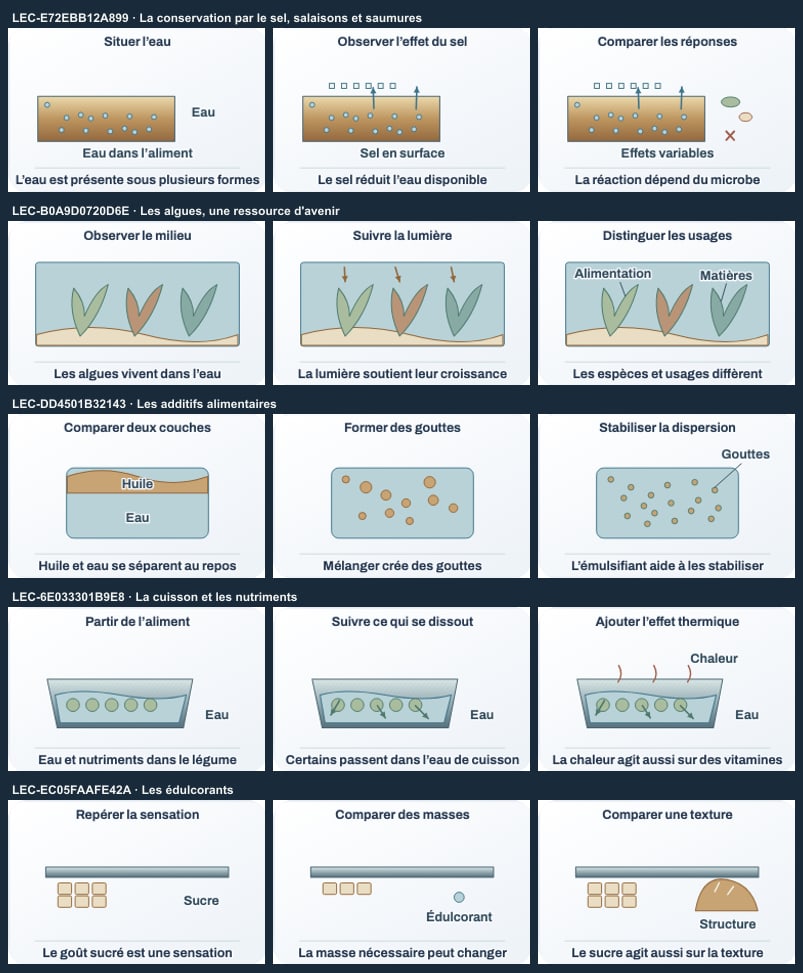 LEC-E72EBB12A899 · La conservation par le sel, salaisons et saumures
Situer l'eau
Observer l'effet du sel
Comparer les réponses
Eau
Eau dans l'aliment
Sel en surface
Effets variables
L'eau est présente sous plusieurs formes
Le sel réduit l'eau disponible
La réaction dépend du microbe
LEC-B0A9D0720D6E · Les algues, une ressource d'avenir
Observer le milieu
Suivre la lumière
Distinguer les usages
Alimentation
Matières
Les algues vivent dans l'eau
La lumière soutient leur croissance
Les espèces et usages diffèrent
LEC-DD4501B32143 · Les additifs alimentaires
Comparer deux couches
Former des gouttes
Stabiliser la dispersion
Gouttes
Huile
Eau
Huile et eau se séparent au repos
Mélanger crée des gouttes
L'émulsifiant aide à les stabiliser
LEC-6E033301B9E8 · La cuisson et les nutriments
Partir de l'aliment
Suivre ce qui se dissout
Ajouter l'effet thermique
Chaleur
Eau
Eau
Eau
Eau et nutriments dans le légume
Certains passent dans l'eau de cuisson
La chaleur agit aussi sur des vitamines
LEC-EC05FAAFE42A · Les édulcorants
Repérer la sensation
Comparer des masses
Comparer une texture
Sucre
Édulcorant
Structure
Le goût sucré est une sensation
La masse nécessaire peut changer
Le sucre agit aussi sur la texture